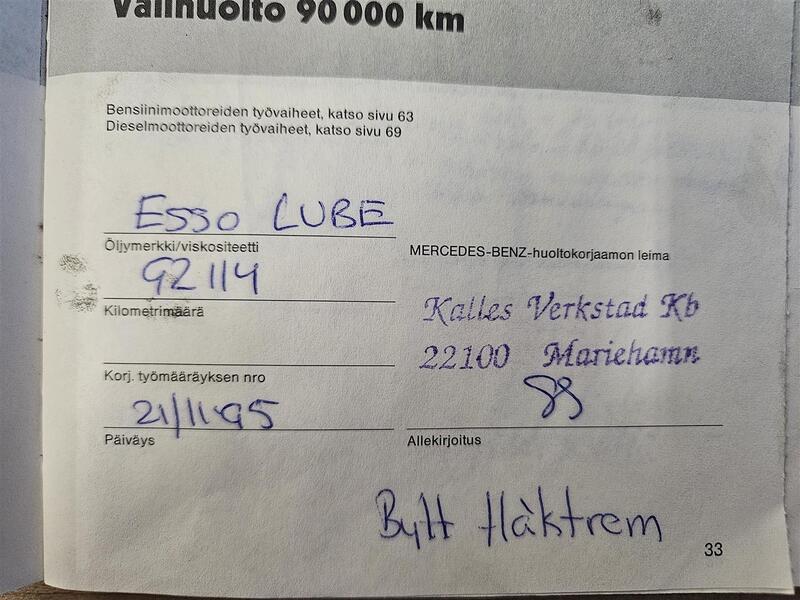 Välihuolto 90 000 km
Bensiinimoottoreiden työvaiheet, katso sivu 63
Dieselmoottoreiden työvaiheet, katso sivu 69
ESSO LUBE
Öljymerkki/viskositeetti
92114
Kilometrimäärä
Korj. työmääräyksen nro
21/11-95
Päiväys
MERCEDES-BENZ-huoltokorjaamon leima
Kalles Verkstad Kb
22100 Mariehamn
Allekirjoitus
Bytt fläktrem
33